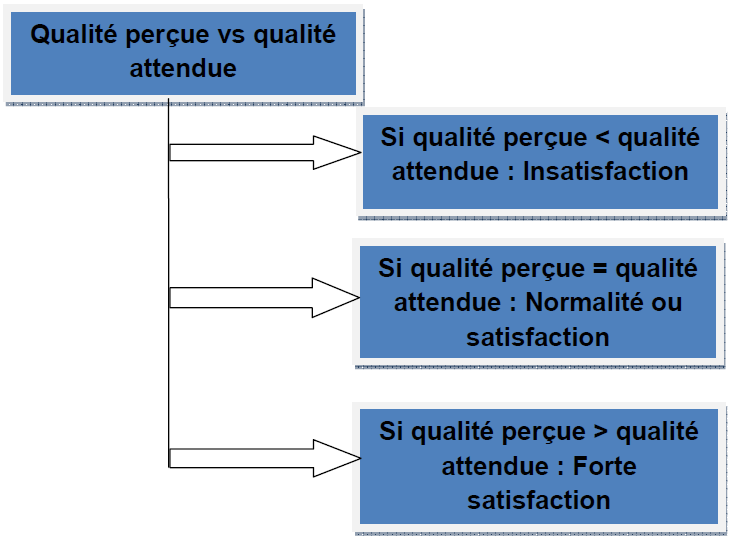 Qualité perçue vs qualité
attendue
Si qualité perçue < qualité
attendue : Insatisfaction
Si qualité perçue = qualité
attendue : Normalité ou
satisfaction
Si qualité perçue > qualité
attendue : Forte
satisfaction